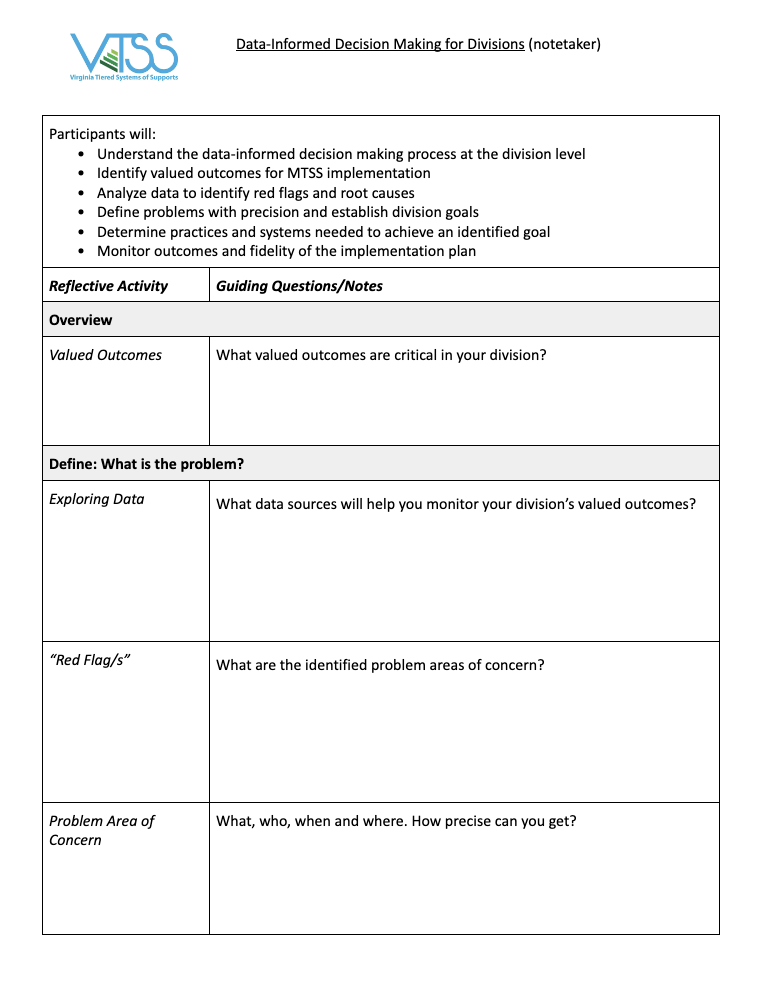 VTSS
Virginia Tiered Systems of Supports
Data-Informed Decision Making for Divisions (notetaker)
Participants will:
• Understand the data-informed decision making process at the division level
• Identify valued outcomes for MTSS implementation
• Analyze data to identify red flags and root causes
• Define problems with precision and establish division goals
• Determine practices and systems needed to achieve an identified goal
• Monitor outcomes and fidelity of the implementation plan
Reflective Activity
Guiding Questions/Notes
Overview
Valued Outcomes
What valued outcomes are critical in your division?
Define: What is the problem?
Exploring Data
What data sources will help you monitor your division’s valued outcomes?
“Red Flag/s”
What are the identified problem areas of concern?
Problem Area of
Concern
What, who, when and where. How precise can you get?